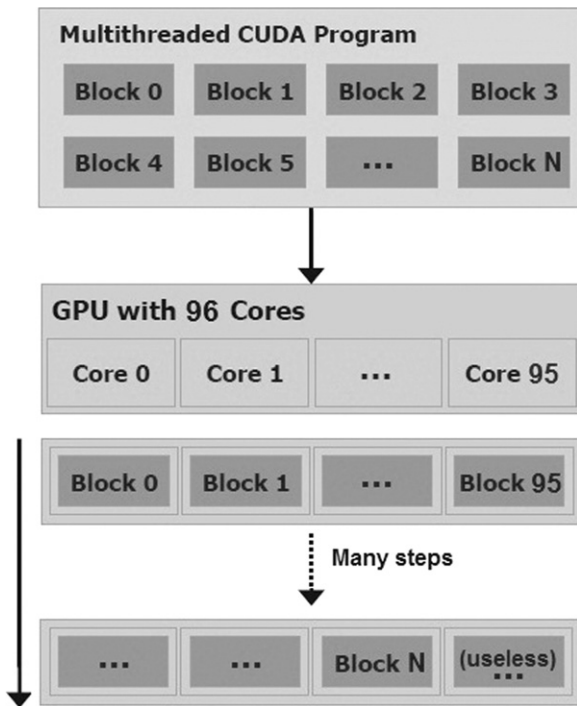 Multithreaded CUDA Program
Block 0 Block 1 Block 2 Block 3
Block 4 Block 5 ... Block N
GPU with 96 Cores
Core 0 Core 1 ... Core 95
Block 0 Block 1 ... Block 95
Many steps
... ... Block N (useless)
...